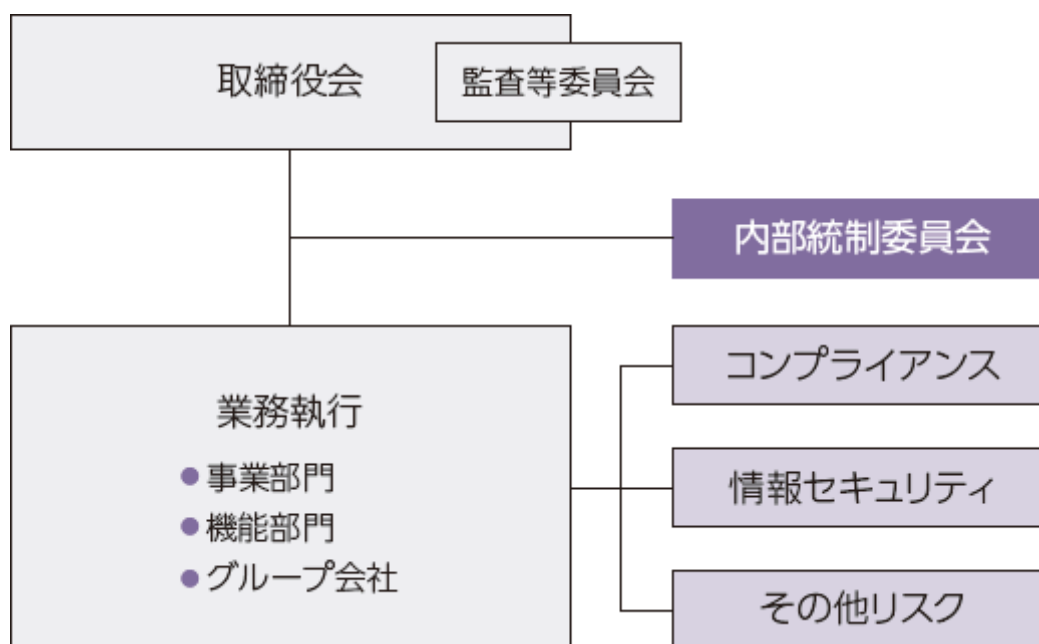 取締役会
監査等委員会
内部統制委員会
業務執行
● 事業部門
● 機能部門
● グループ会社
コンプライアンス
情報セキュリティ
その他リスク